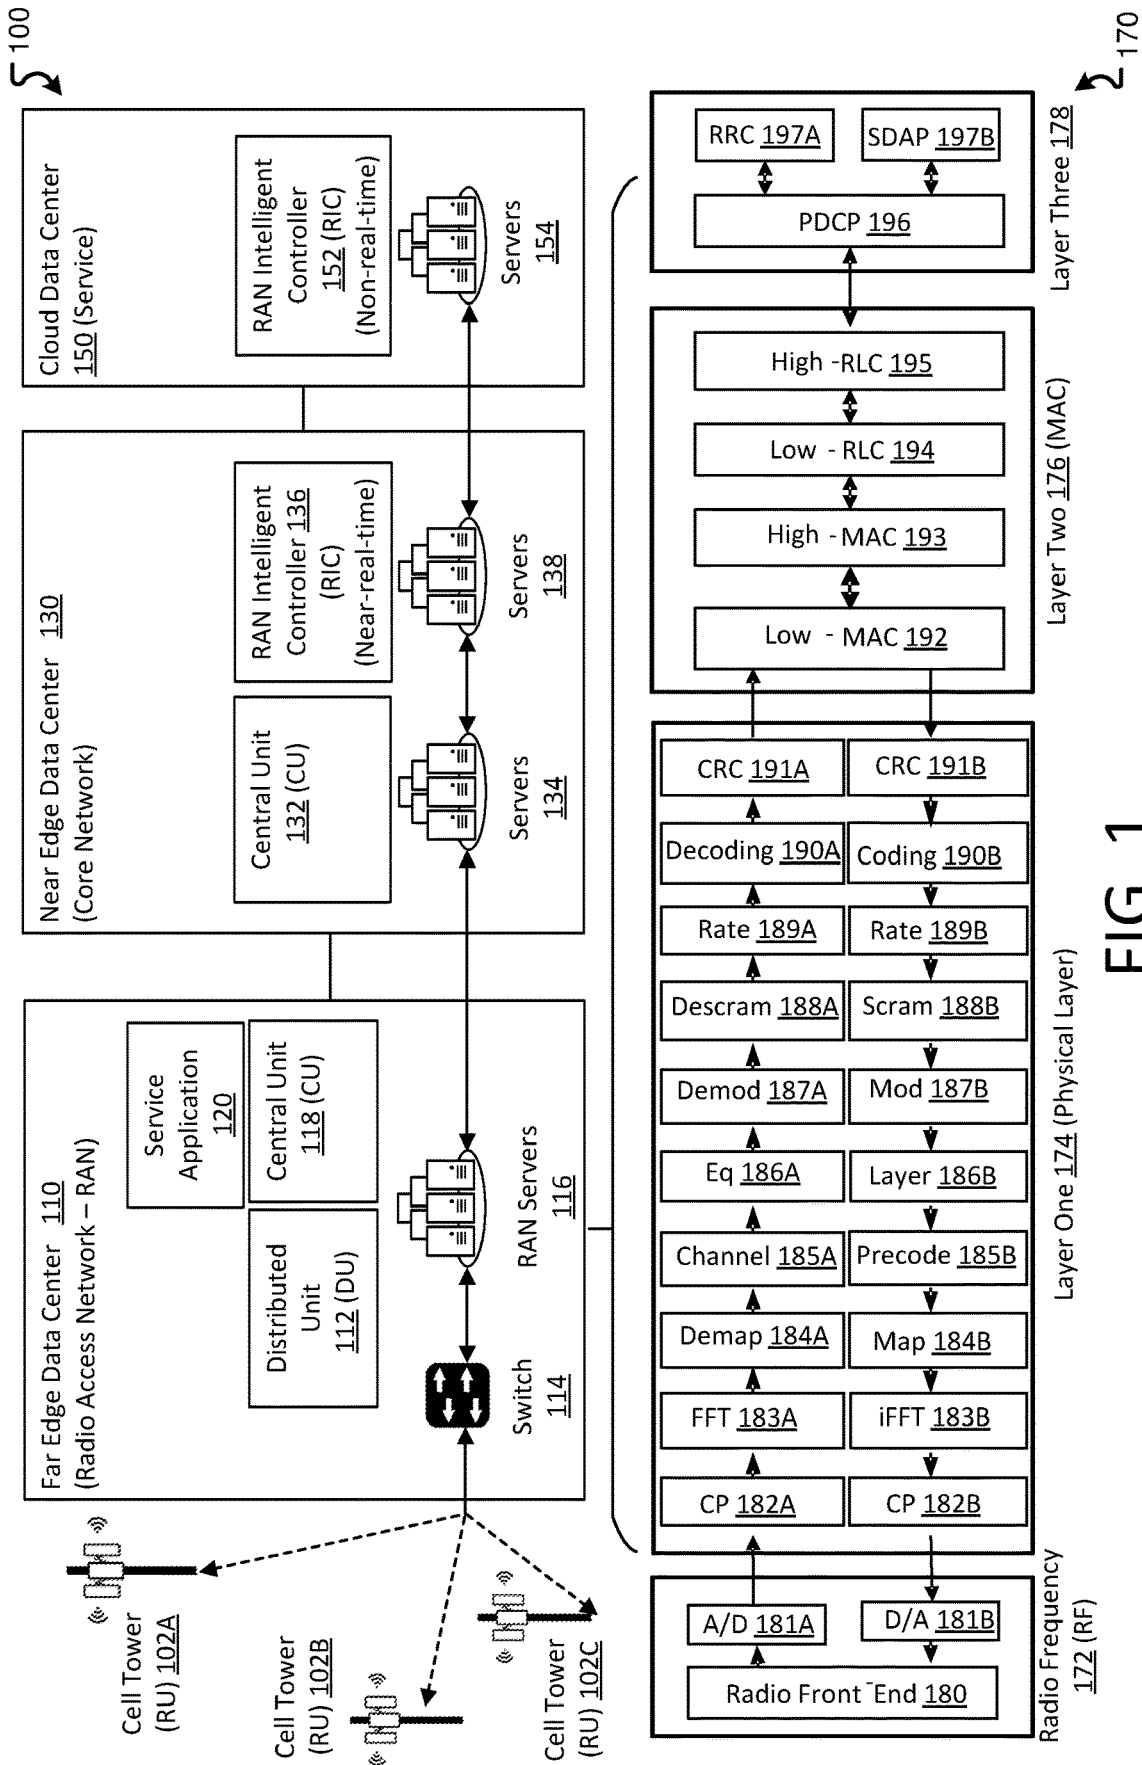 100
Cloud Data Center
150 (Service)
RAN Intelligent
Controller
152 (RIC)
(Non-real-time)
Servers
154
Near Edge Data Center 130
(Core Network)
RAN Intelligent
Controller 136
(RIC)
(Near-real-time)
Servers
138
Central Unit
132 (CU)
Servers
134
Far Edge Data Center 110
(Radio Access Network – RAN)
Service
Application
120
Central Unit
118 (CU)
Distributed
Unit
112 (DU)
RAN Servers
116
Switch
114
Cell Tower
(RU) 102A
Cell Tower
(RU) 102B
Cell Tower
(RU) 102C
170
RRC 197A
SDAP 197B
PDCP 196
Layer Three 178
High -RLC 195
Low - RLC 194
High -MAC 193
Low - MAC 192
Layer Two 176 (MAC)
CRC 191A
CRC 191B
Decoding 190A
Coding 190B
Rate 189A
Rate 189B
Descram 188A
Scram 188B
Demod 187A
Mod 187B
Eq 186A
Layer 186B
Channel 185A
Precode 185B
Demap 184A
Map 184B
FFT 183A
iFFT 183B
CP 182A
CP 182B
Layer One 174 (Physical Layer)
A/D 181A
D/A 181B
Radio Front-End 180
Radio Frequency
172 (RF)
FIG. 1